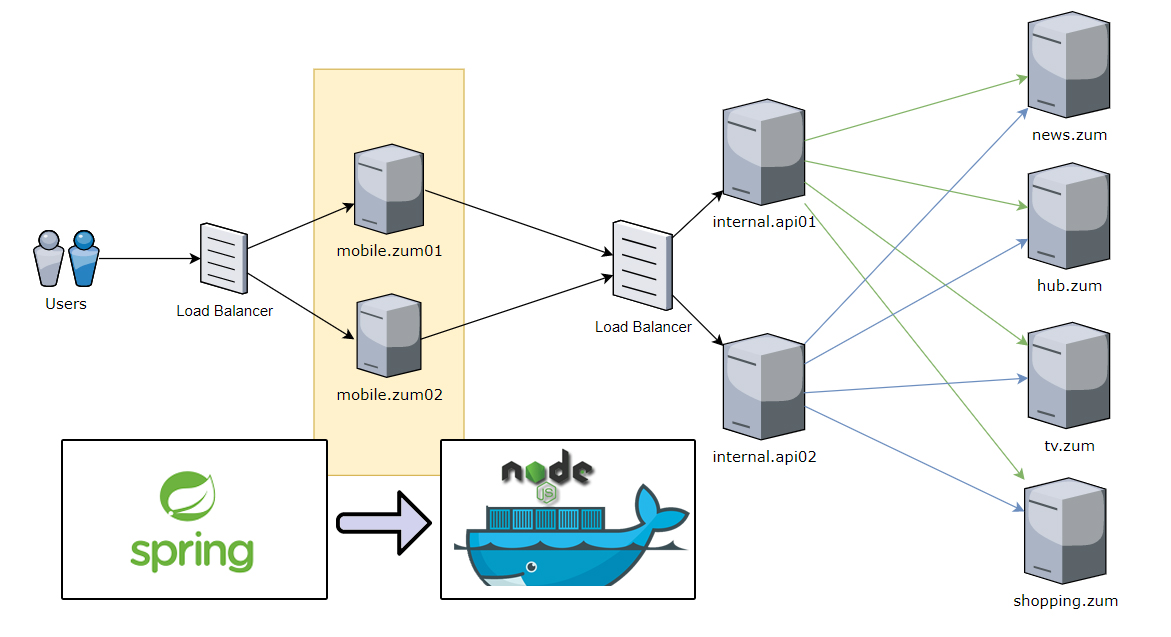 Users
Load Balancer
mobile.zum01
mobile.zum02
Load Balancer
internal.api01
internal.api02
news.zum
hub.zum
tv.zum
shopping.zum
spring
node
JS